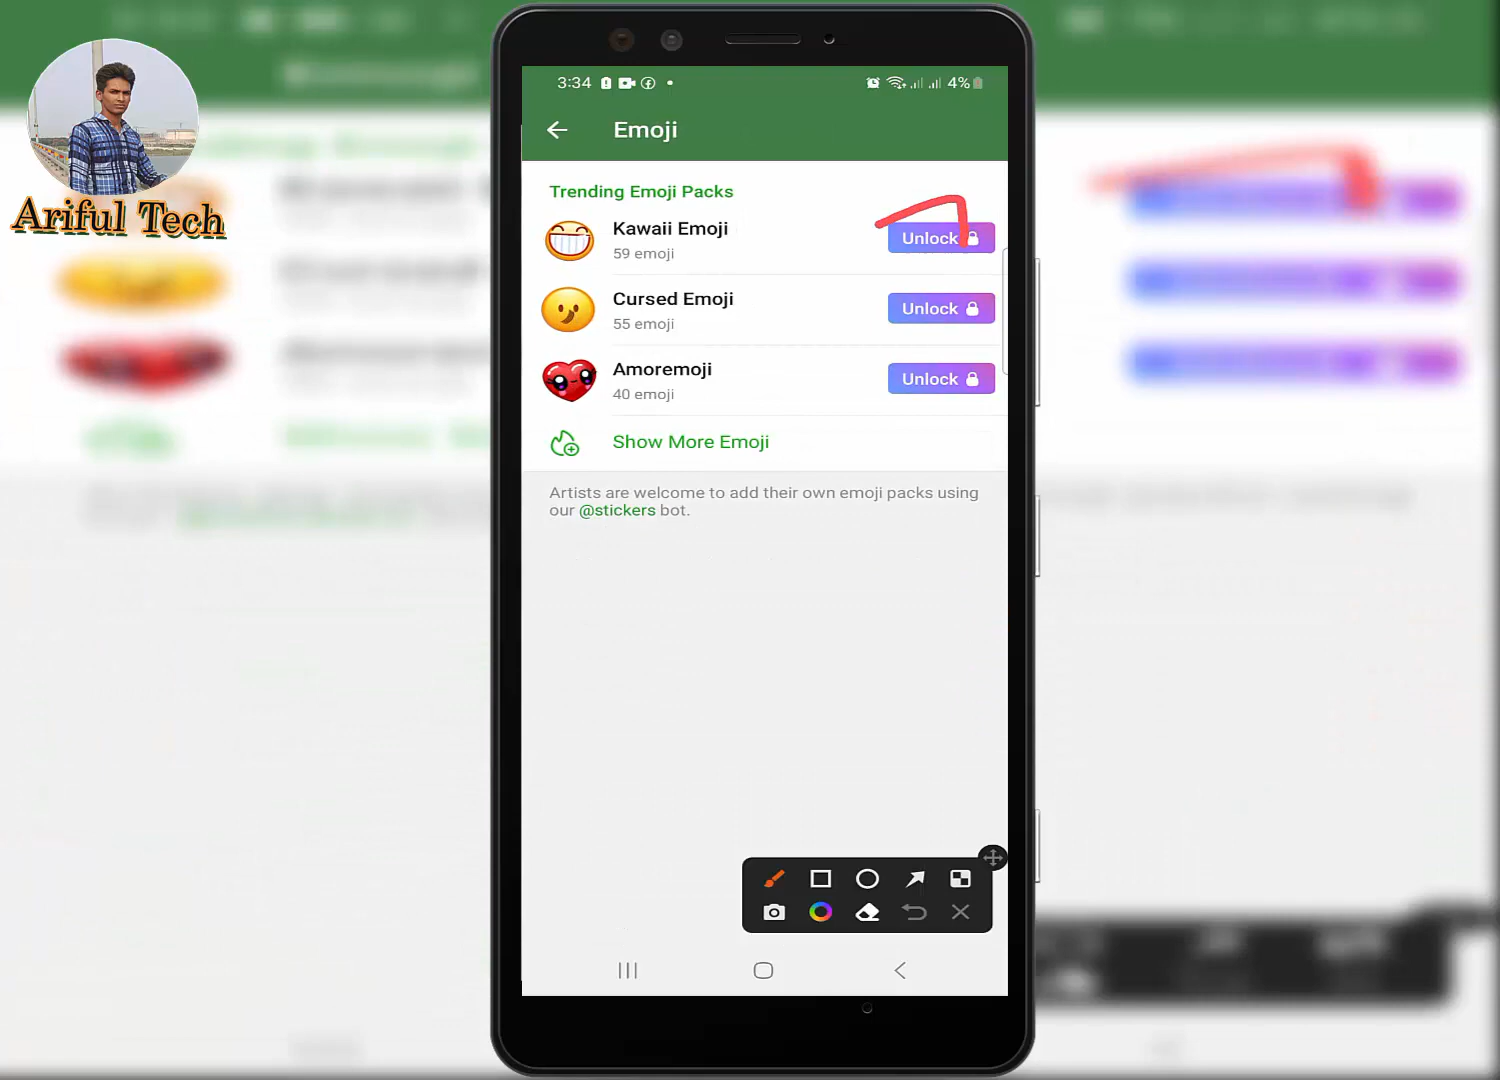 Ariful Tech
3:34
4%
Emoji
Trending Emoji Packs
Kawaii Emoji
59 emoji
Unlock
Cursed Emoji
55 emoji
Unlock
Amoremoji
40 emoji
Unlock
Show More Emoji
Artists are welcome to add their own emoji packs using
our @stickers bot.